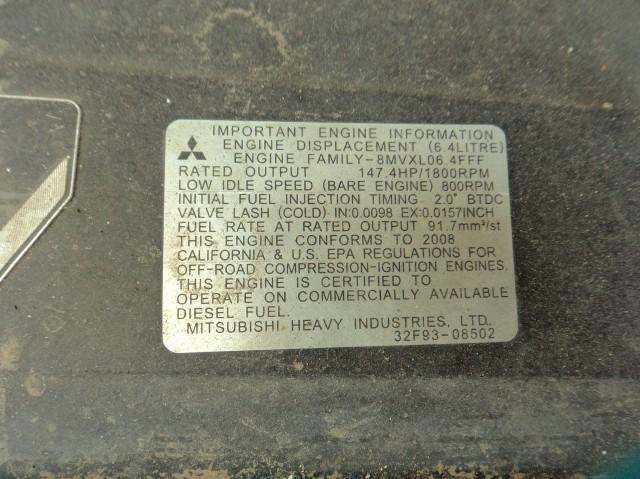 IMPORTANT ENGINE INFORMATION
ENGINE DISPLACEMENT (6.4LITRE)
ENGINE FAMILY-8MVXL06.4FFF
RATED OUTPUT 147.4HP/1800RPM
LOW IDLE SPEED (BARE ENGINE) 800RPM
INITIAL FUEL INJECTION TIMING 2.0° BTDC
VALVE LASH (COLD) IN:0.0098 EX:0.0157INCH
FUEL RATE AT RATED OUTPUT 91.7mm³/st
THIS ENGINE CONFORMS TO 2008
CALIFORNIA & U.S. EPA REGULATIONS FOR
OFF-ROAD COMPRESSION-IGNITION ENGINES.
THIS ENGINE IS CERTIFIED TO
OPERATE ON COMMERCIALLY AVAILABLE
DIESEL FUEL.
MITSUBISHI HEAVY INDUSTRIES, LTD.
32F93-08502